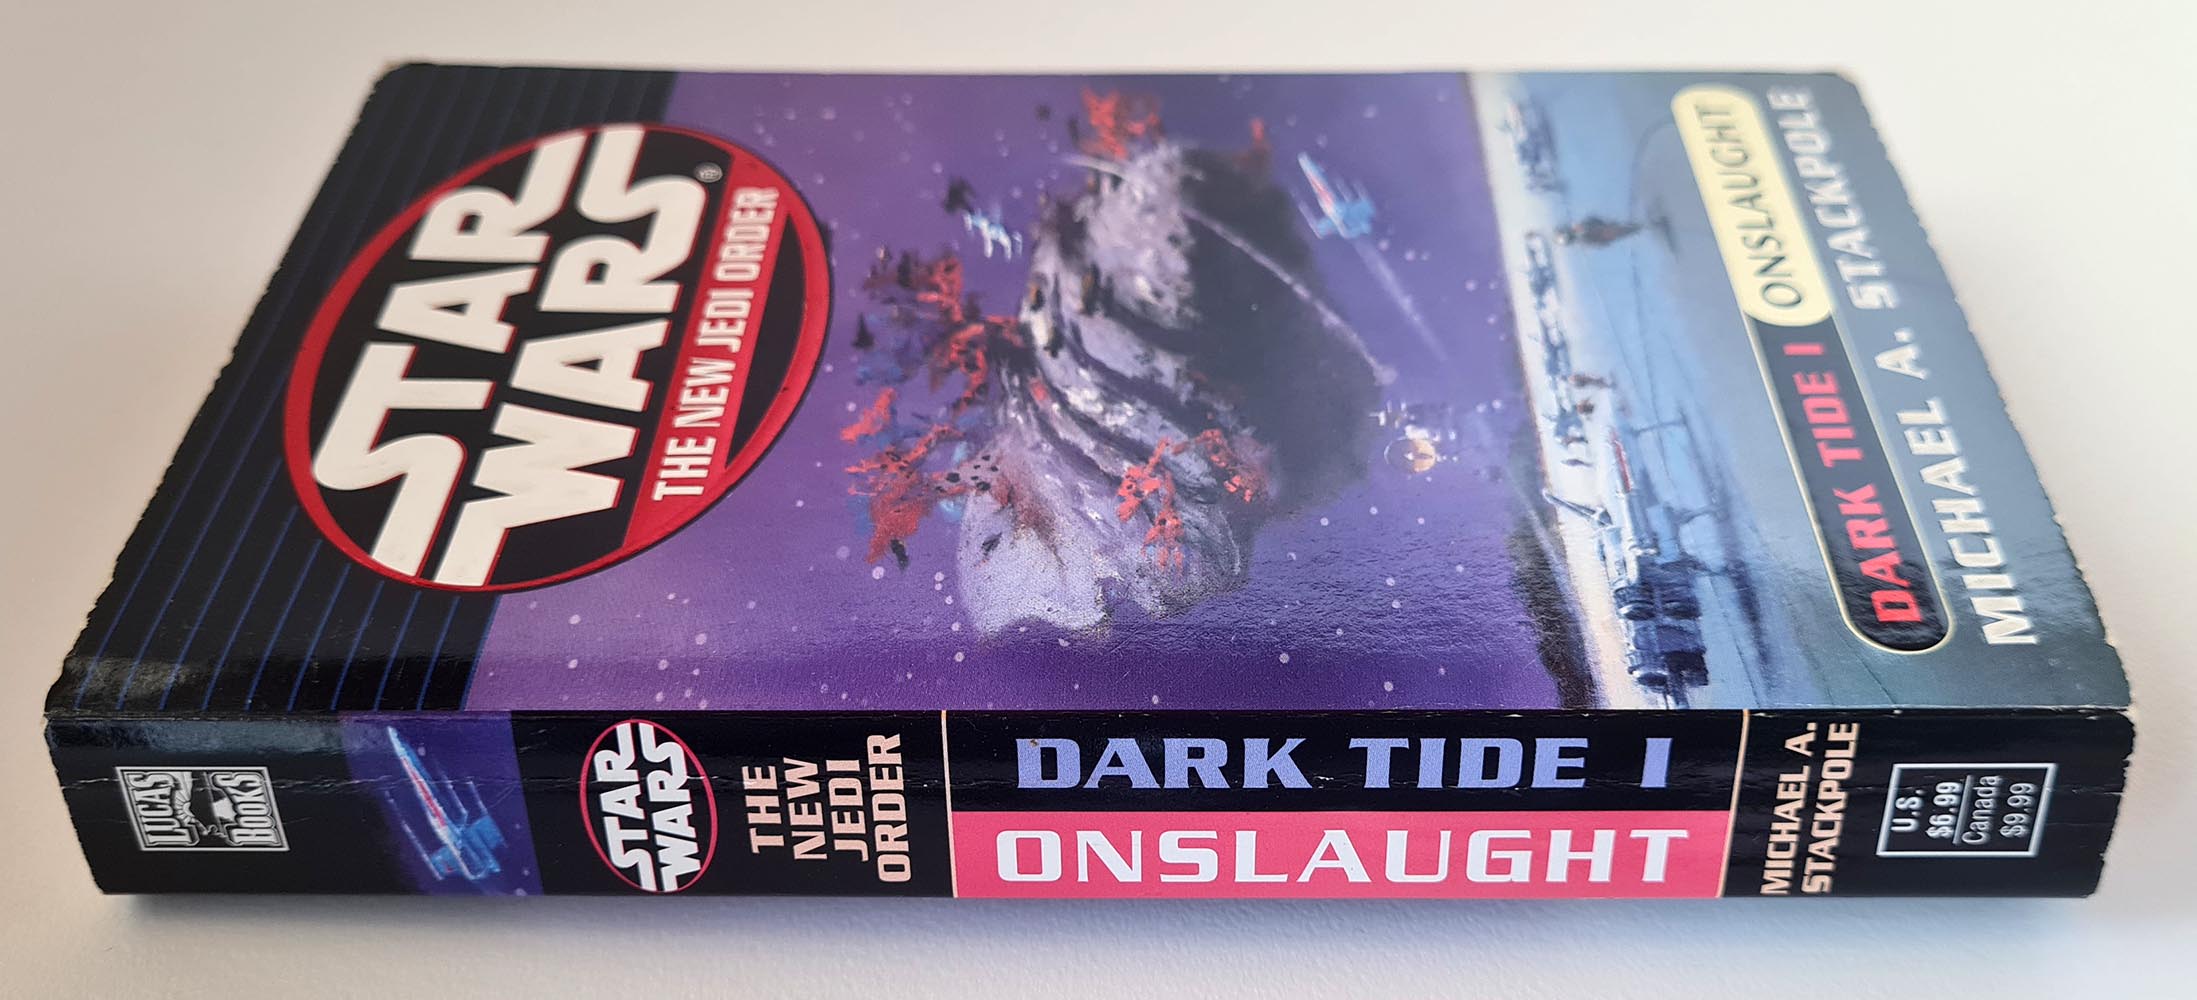 STAR
WARS
®
THE NEW JEDI ORDER
DARK TIDE I
ONSLAUGHT
MICHAEL A. STACKPOLE
LUCAS
BOOKS
STAR
WARS
THE
NEW
JEDI
ORDER
DARK TIDE I
ONSLAUGHT
MICHAEL A.
STACKPOLE
U.S.
$6.99
Canada
$9.99